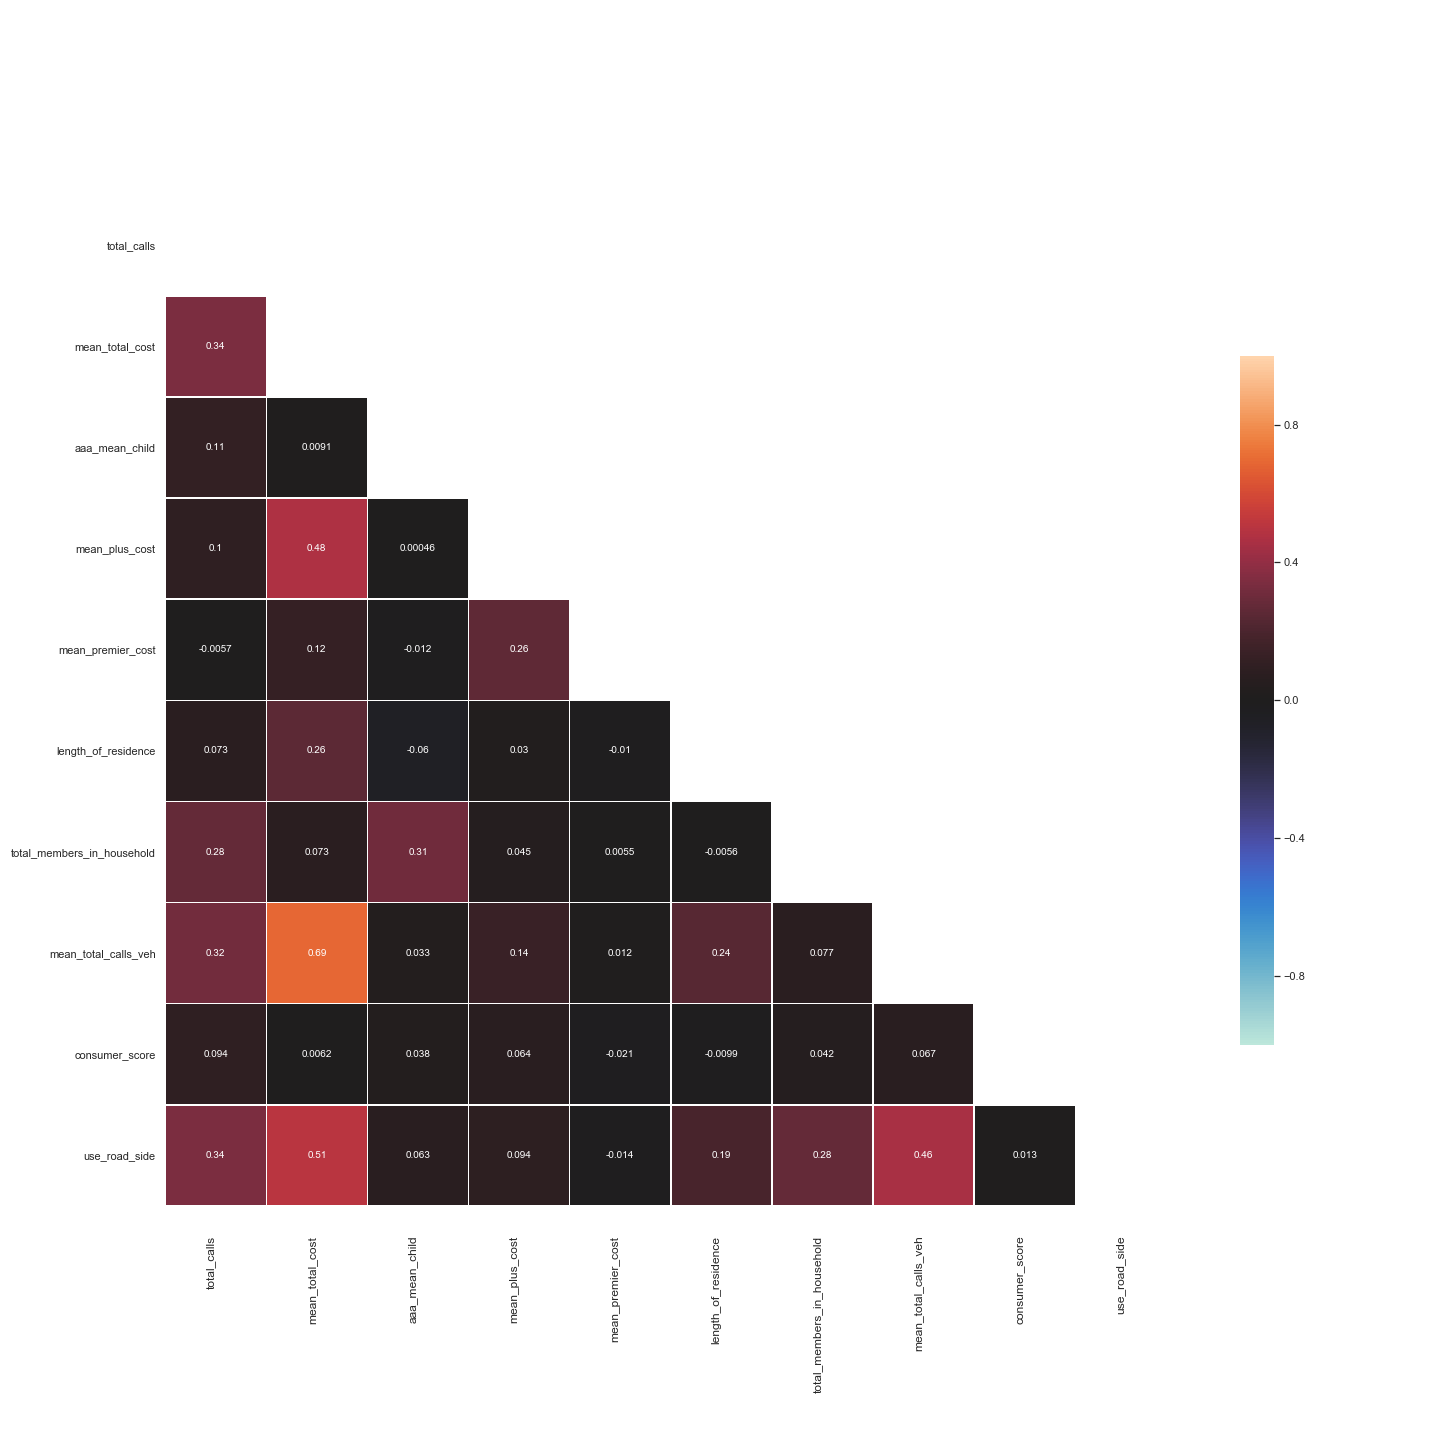 total_calls
mean_total_cost 0.34
aaa_mean_child 0.11 0.0091
0.8
mean_plus_cost 0.1 0.48 0.00046
0.4
mean_premier_cost -0.0057 0.12 -0.012 0.26
0.0
length_of_residence 0.073 0.26 -0.06 0.03 -0.01
−0.4
total_members_in_household 0.28 0.073 0.31 0.045 0.0055 -0.0056
mean_total_calls_veh 0.32 0.69 0.033 0.14 0.012 0.24 0.077
−0.8
consumer_score 0.094 0.0062 0.038 0.064 -0.021 -0.0099 0.042 0.067
use_road_side 0.34 0.51 0.063 0.094 -0.014 0.19 0.28 0.46 0.013
total_calls
mean_total_cost
aaa_mean_child
mean_plus_cost
mean_premier_cost
length_of_residence
total_members_in_household
mean_total_calls_veh
consumer_score
use_road_side